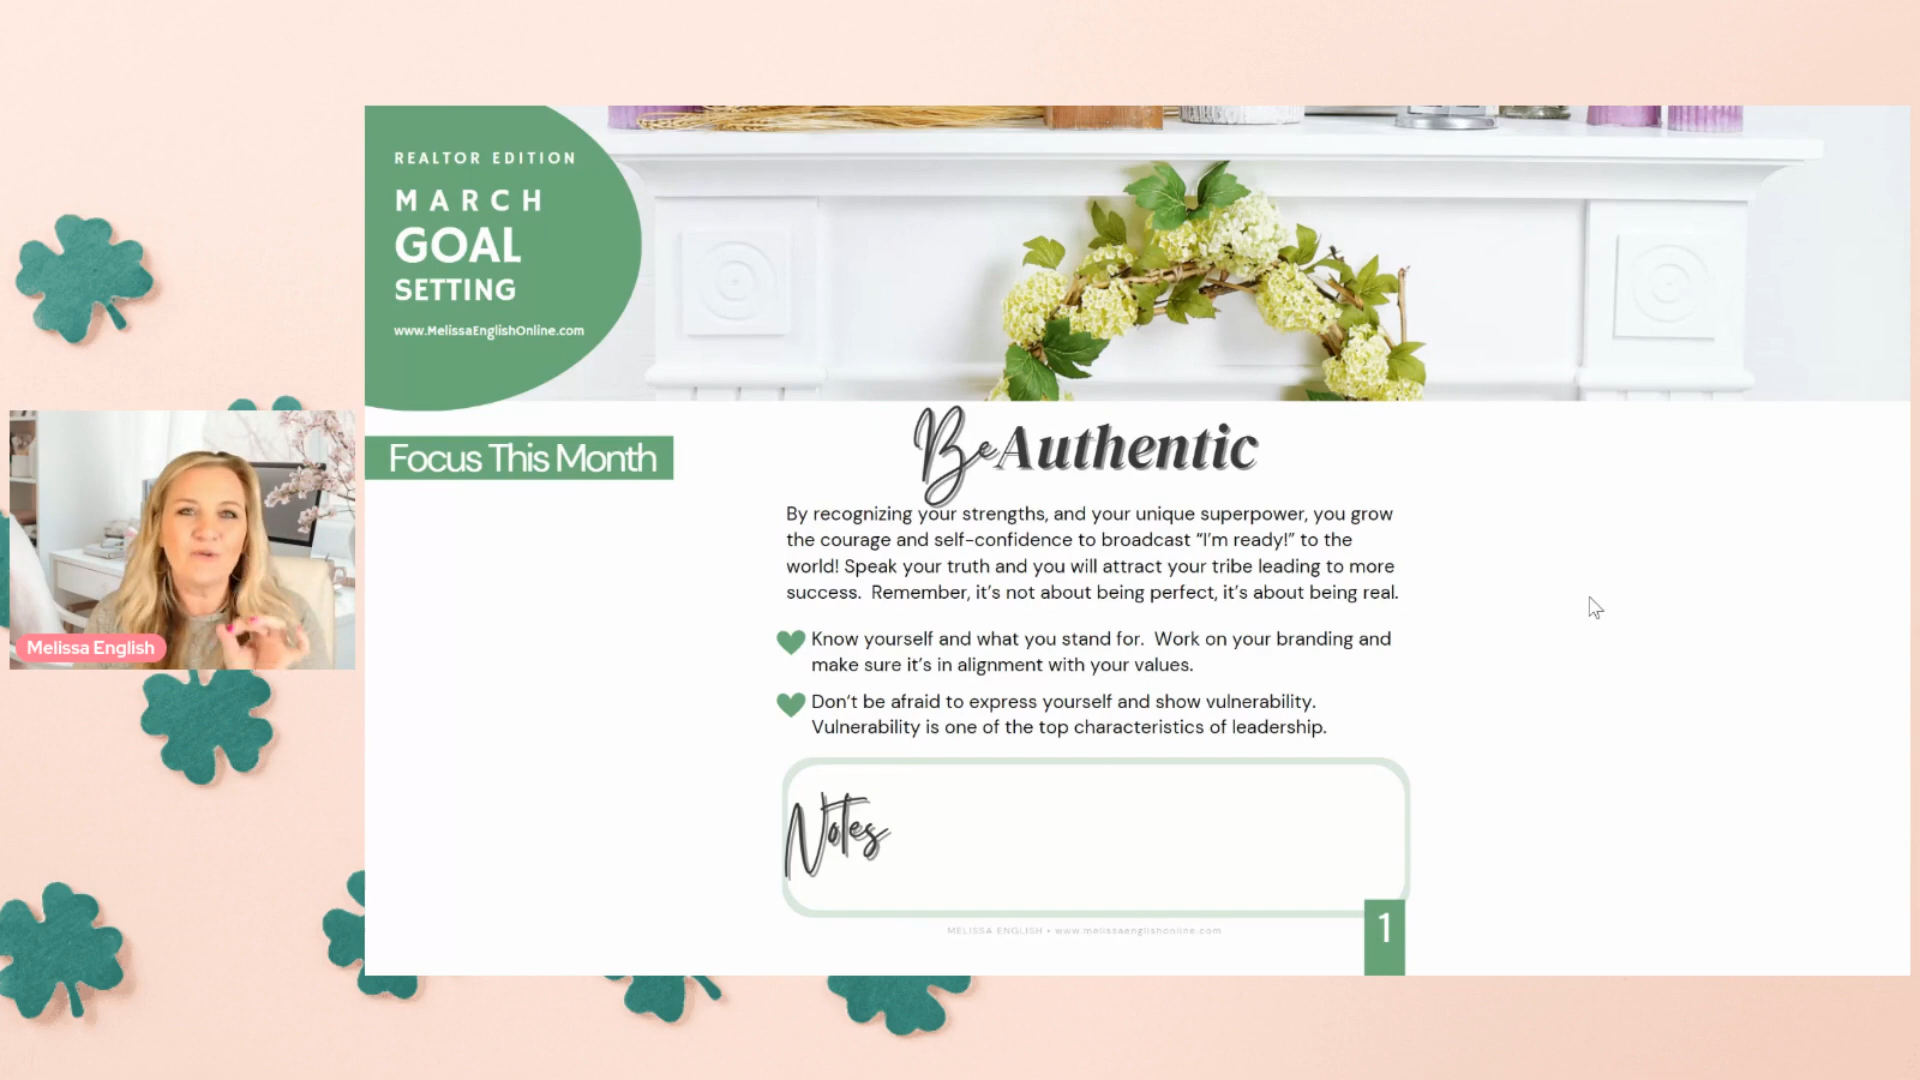 REALTOR EDITION
MARCH
GOAL
SETTING
www.MelissaEnglishOnline.com
Focus This Month
Be Authentic
By recognizing your strengths, and your unique superpower, you grow
the courage and self-confidence to broadcast “I’m ready!” to the
world! Speak your truth and you will attract your tribe leading to more
success.  Remember, it’s not about being perfect, it’s about being real.
Know yourself and what you stand for.  Work on your branding and
make sure it’s in alignment with your values.
Don’t be afraid to express yourself and show vulnerability.
Vulnerability is one of the top characteristics of leadership.
Notes
MELISSA ENGLISH • www.melissaenglishonline.com
1
Melissa English